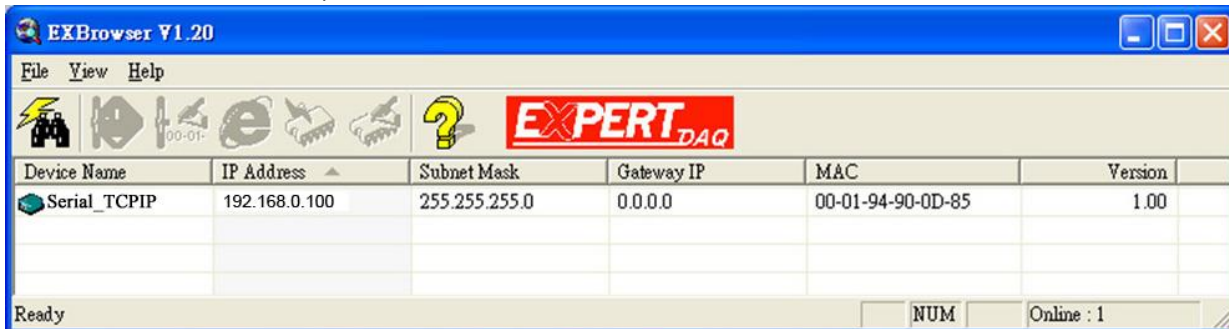 EXBrowser V1.20
File View Help
00-01-
EXPERT DAQ
Device Name IP Address Subnet Mask Gateway IP MAC Version
Serial_TCPIP 192.168.0.100 255.255.255.0 0.0.0.0 00-01-94-90-0D-85 1.00
Ready NUM Online : 1